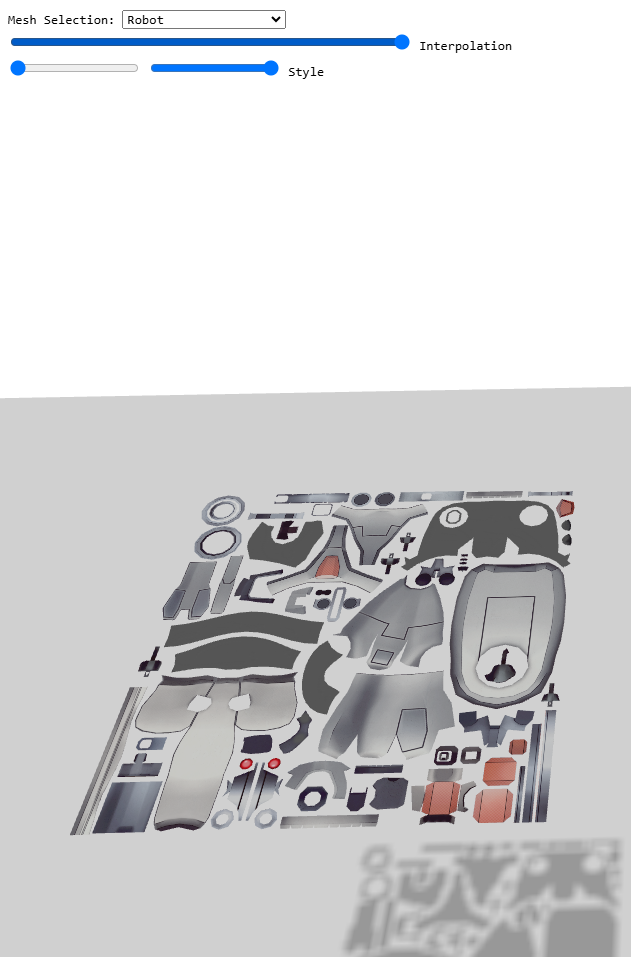 Mesh Selection: Robot
Interpolation
Style